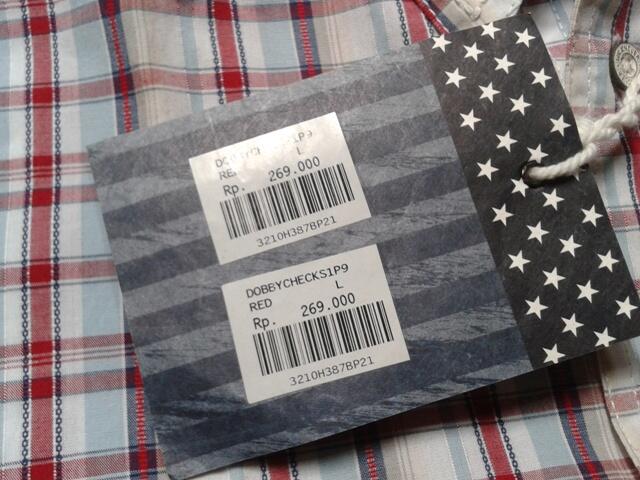 RED L
Rp. 269.000
3210H387BP21
DOBBYCHECKS1P9
RED L
Rp. 269.000
3210H387BP21